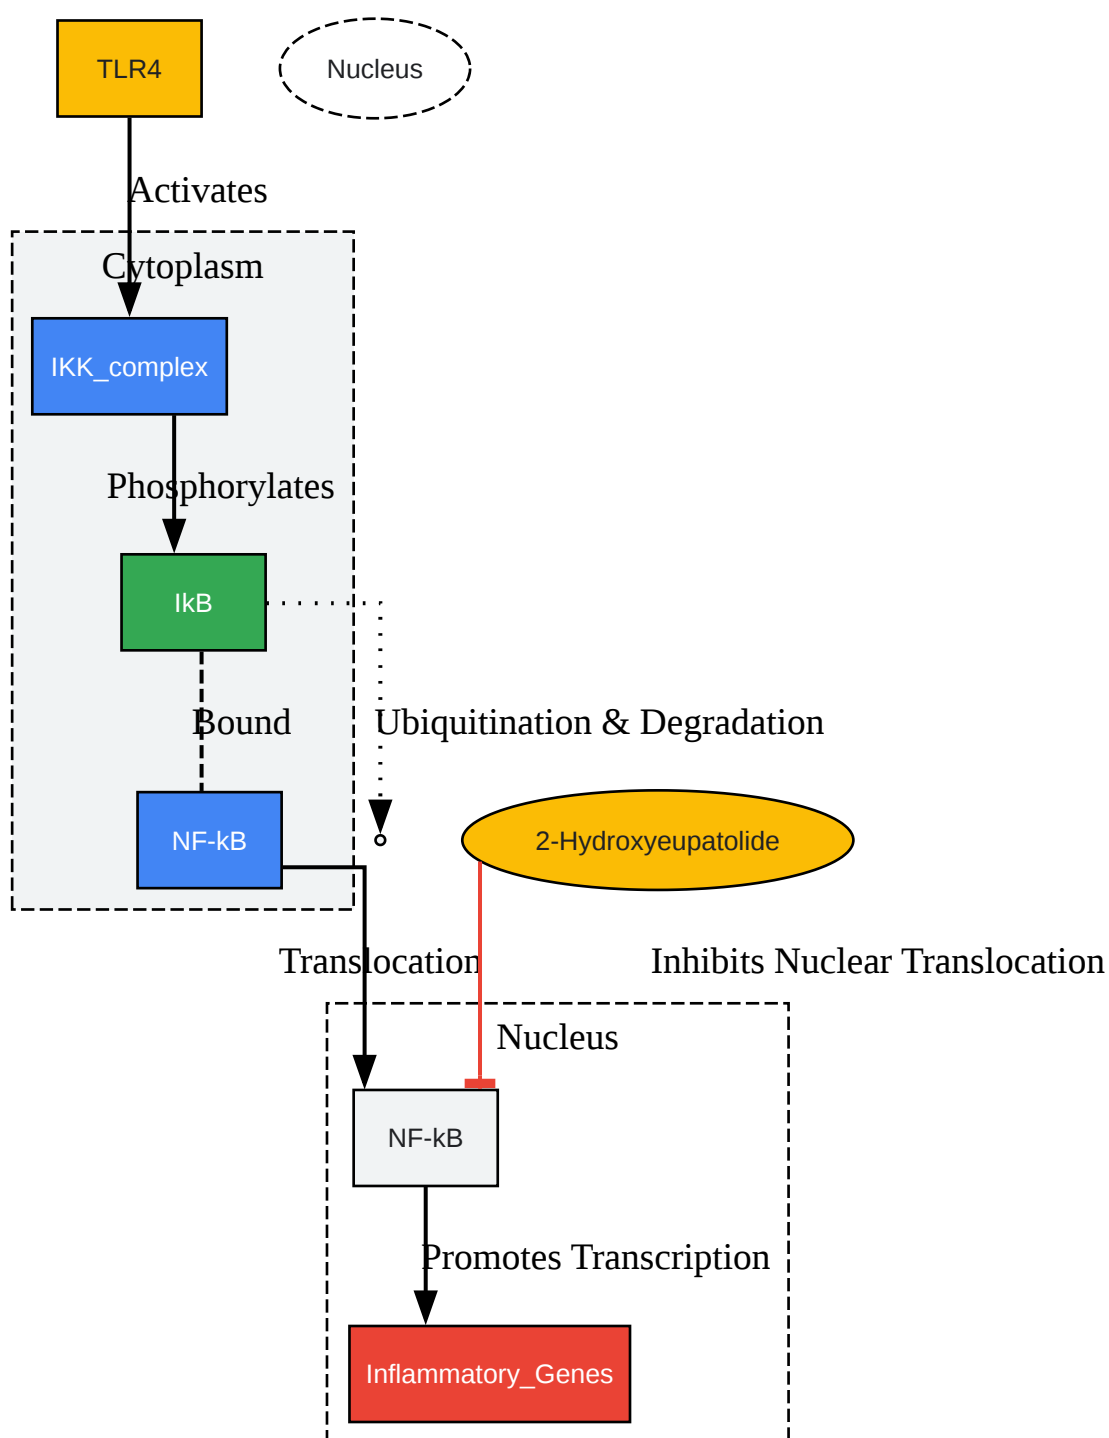 TLR4
Nucleus
Activates
Cytoplasm
IKK_complex
Phosphorylates
IkB
Bound
Ubiquitination & Degradation
NF-kB
2-Hydroxyeupatolide
Translocation
Inhibits Nuclear Translocation
Nucleus
NF-kB
Promotes Transcription
Inflammatory_Genes